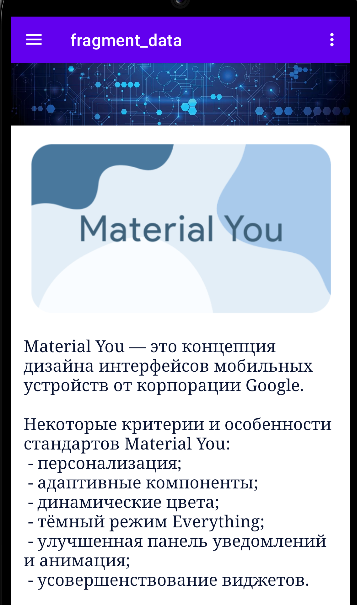 fragment_data
Material You
Material You — это концепция
дизайна интерфейсов мобильных
устройств от корпорации Google.
Некоторые критерии и особенности
стандартов Material You:
- персонализация;
- адаптивные компоненты;
- динамические цвета;
- тёмный режим Everything;
- улучшенная панель уведомлений
и анимация;
- усовершенствование виджетов.